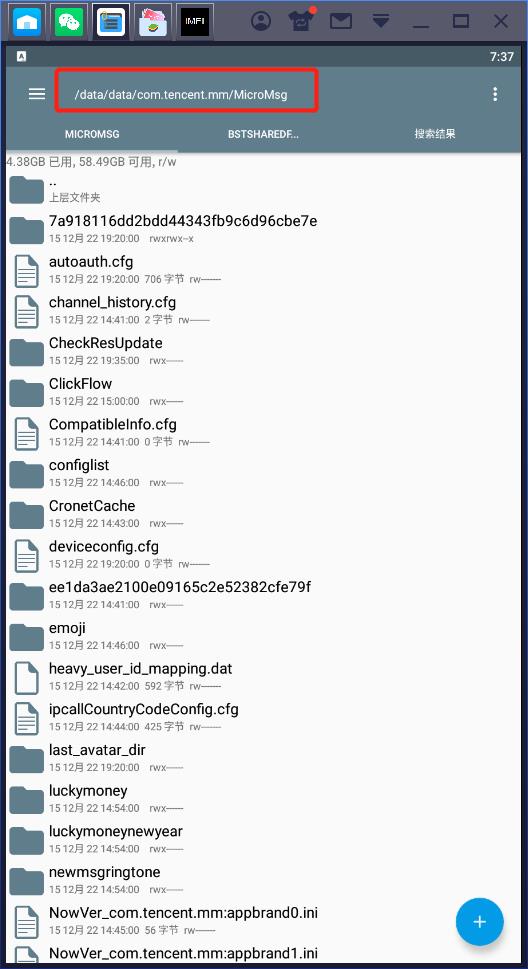 IMEI
A
7:37
/data/data/com.tencent.mm/MicroMsg
MICROMSG
BSTSHAREDF...
搜索结果
4.38GB 已用, 58.49GB 可用, r/w
..
上层文件夹
7a918116dd2bdd44343fb9c6d96cbe7e
15 12月 22 19:20:00 rwxrwx--x
autoauth.cfg
15 12月 22 19:20:00 706 字节 rw-------
channel_history.cfg
15 12月 22 14:41:00 2 字节 rw-------
CheckResUpdate
15 12月 22 19:35:00 rwx------
ClickFlow
15 12月 22 15:00:00 rwx------
CompatibleInfo.cfg
15 12月 22 14:41:00 0 字节 rw-------
configlist
15 12月 22 14:46:00 rwx------
CronetCache
15 12月 22 14:43:00 rwx------
deviceconfig.cfg
15 12月 22 19:20:00 0 字节 rw-------
ee1da3ae2100e09165c2e52382cfe79f
15 12月 22 14:41:00 rwx------
emoji
15 12月 22 14:46:00 rwx------
heavy_user_id_mapping.dat
15 12月 22 14:42:00 592 字节 rw-------
ipcallCountryCodeConfig.cfg
15 12月 22 14:44:00 425 字节 rw-------
last_avatar_dir
15 12月 22 19:20:00 rwx------
luckymoney
15 12月 22 14:54:00 rwx------
luckymoneynewyear
15 12月 22 14:54:00 rwx------
newmsgringtone
15 12月 22 14:54:00 rwx------
NowVer_com.tencent.mm:appbrand0.ini
15 12月 22 14:45:00 56 字节 rw-------
NowVer_com.tencent.mm:appbrand1.ini